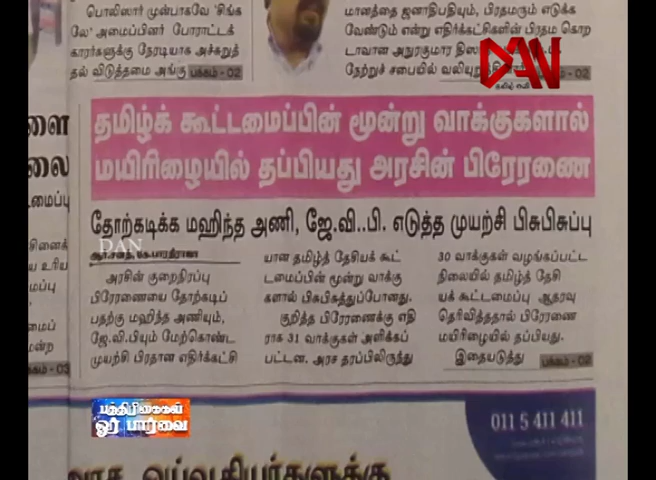 பொலிஸார் முன்பாகவே 'சிங்க
லே' அமைப்பினர் போராட்டக்
காரர்களுக்கு நேரடியாக அச்சுறுத்
தல் விடுத்தமை அங்கு பக்கம் - 02
மானத்தை ஜனாதிபதியும், பிரதமரும் எடுக்க
வேண்டும் என்று எதிர்க்கட்சிகளின் பிரதம கொற
டாவான அநுரகுமார திஸ
நேற்றுச் சபையில் வலியுறு - 02
DAN
தமிழ் ஒளி
ளை
லை
மைப்பு
தமிழ்க் கூட்டமைப்பின் மூன்று வாக்குகளால்
மயிரிழையில் தப்பியது அரசின் பிரேரணை
தோற்கடிக்க மஹிந்த அணி, ஜே.வி..பி. எடுத்த முயற்சி பிசுபிசுப்பு
DAN
அரசின் குறைநிரப்பு
பிரேரணையை தோற்கடிப்
பதற்கு மஹிந்த அணியும்,
ஜே.வி.பியும் மேற்கொண்ட
முயற்சி பிரதான எதிர்க்கட்சி
யான தமிழ்த் தேசியக் கூட்
டமைப்பின் மூன்று வாக்கு
களால் பிசுபிசுத்துப்போனது.
குறித்த பிரேரணைக்கு எதி
ராக 31 வாக்குகள் அளிக்கப்
பட்டன. அரச தரப்பிலிருந்து
30 வாக்குகள் வழங்கப்பட்ட
நிலையில் தமிழ்த் தேசி
யக் கூட்டமைப்பு ஆதரவு
தெரிவித்ததால் பிரேரணை
மயிரிழையில் தப்பியது.
இதையடுத்து பக்கம் - 02
பக்கம் - 03
பத்திரிகைகள்
ஓர் பார்வை
011 5 411 411